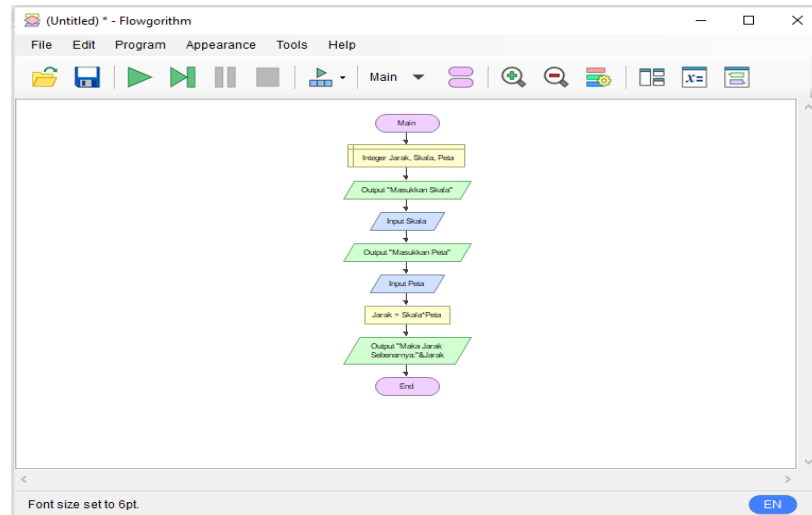 (Untitled) * - Flowgorithm
File Edit Program Appearance Tools Help
Main
x=
Main
Integer Jarak, Skala, Peta
Output "Masukkan Skala"
Input Skala
Output "Masukkan Peta"
Input Peta
Jarak = Skala*Peta
Output "Maka Jarak
Sebenarnya:"&Jarak
End
Font size set to 6pt.
EN